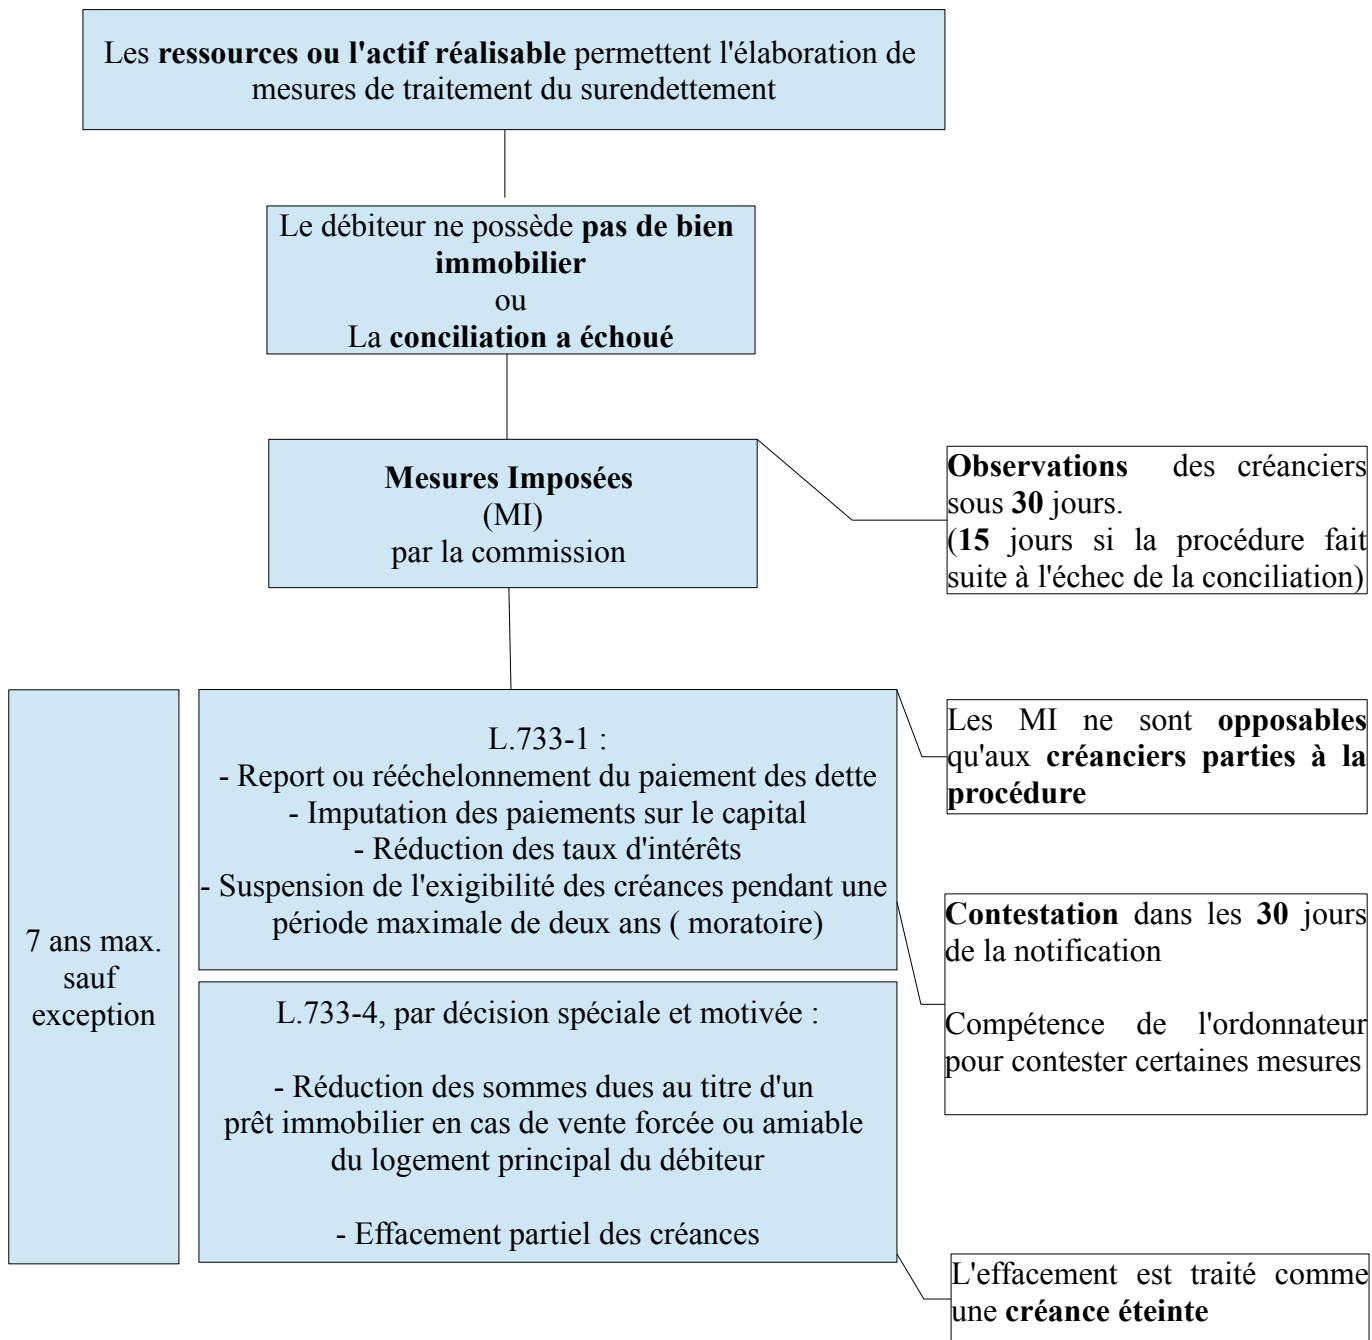 Les ressources ou l'actif réalisable permettent l'élaboration de
mesures de traitement du surendettement
Le débiteur ne possède pas de bien
immobilier
ou
La conciliation a échoué
Mesures Imposées
(MI)
par la commission
Observations des créanciers
sous 30 jours.
(15 jours si la procédure fait
suite à l'échec de la conciliation)
7 ans max.
sauf
exception
L.733-1 :
- Report ou rééchelonnement du paiement des dette
- Imputation des paiements sur le capital
- Réduction des taux d'intérêts
- Suspension de l'exigibilité des créances pendant une
période maximale de deux ans ( moratoire)
Les MI ne sont opposables
qu'aux créanciers parties à la
procédure
Contestation dans les 30 jours
de la notification
Compétence de l'ordonnateur
pour contester certaines mesures
L.733-4, par décision spéciale et motivée :
- Réduction des sommes dues au titre d'un
prêt immobilier en cas de vente forcée ou amiable
du logement principal du débiteur
- Effacement partiel des créances
L'effacement est traité comme
une créance éteinte